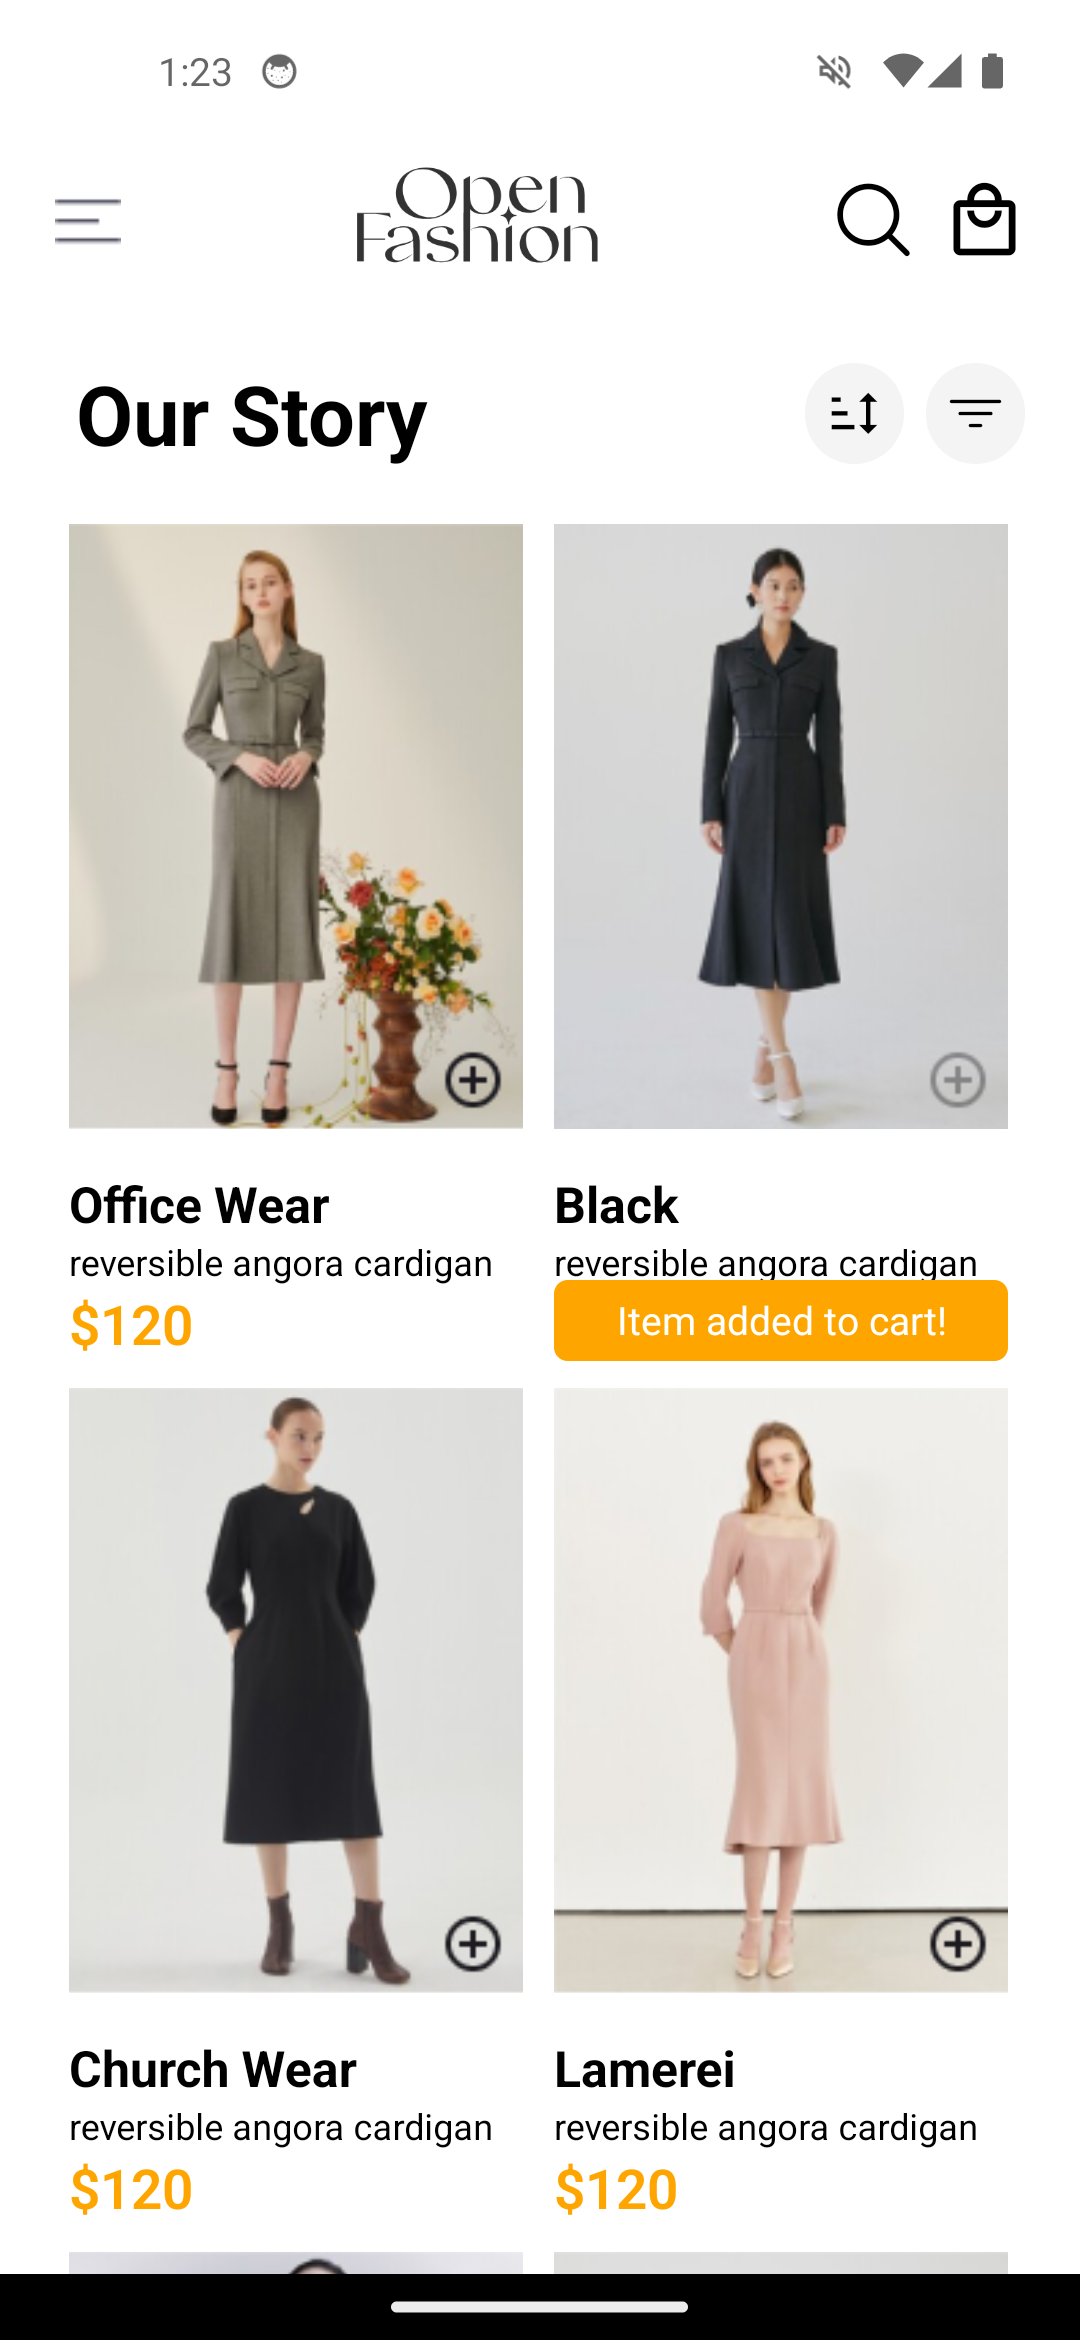 1:23
Open
Fashion
Our Story
Office Wear
reversible angora cardigan
$120
Black
reversible angora cardigan
Item added to cart!
Church Wear
reversible angora cardigan
$120
Lamerei
reversible angora cardigan
$120